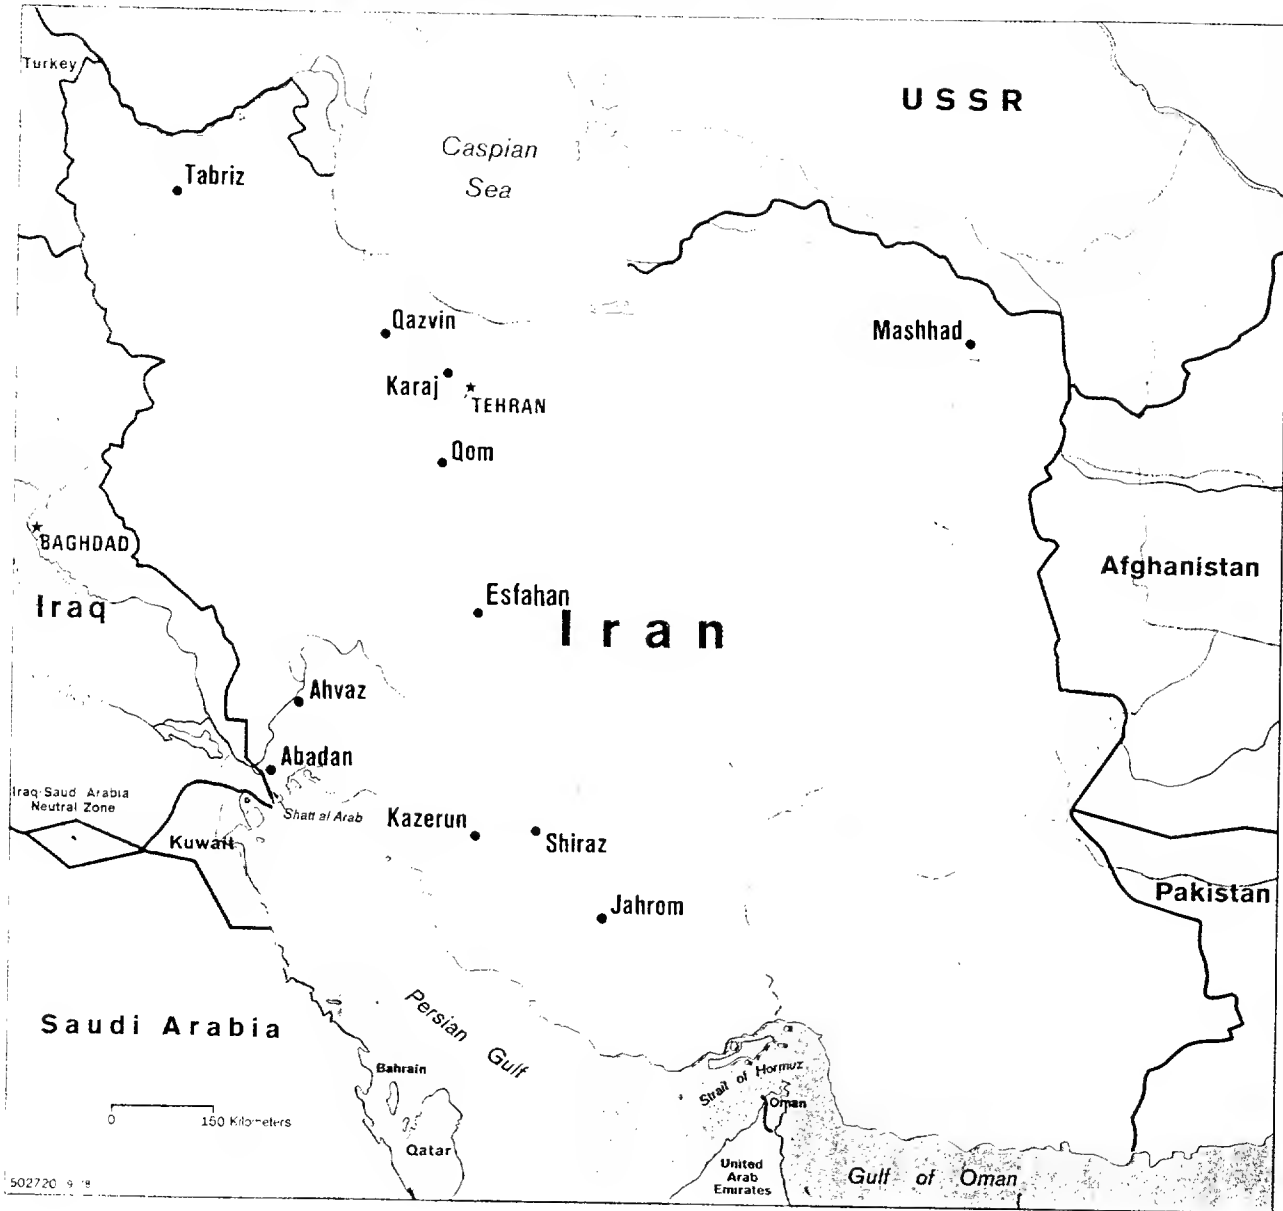 Turkey
USSR
Caspian
Sea
Tabriz
Qazvin
Mashhad
Karaj
TEHRAN
Qom
BAGHDAD
Afghanistan
Iraq
Esfahan
Iran
Ahvaz
Abadan
Iraq-Saudi Arabia
Neutral Zone
Shatt al Arab
Kazerun
Shiraz
Kuwait
Pakistan
Jahrom
Saudi Arabia
Persian Gulf
Bahrain
Strait of Hormuz
Oman
0 150 Kilometers
Qatar
United
Arab
Emirates
Gulf of Oman
502720